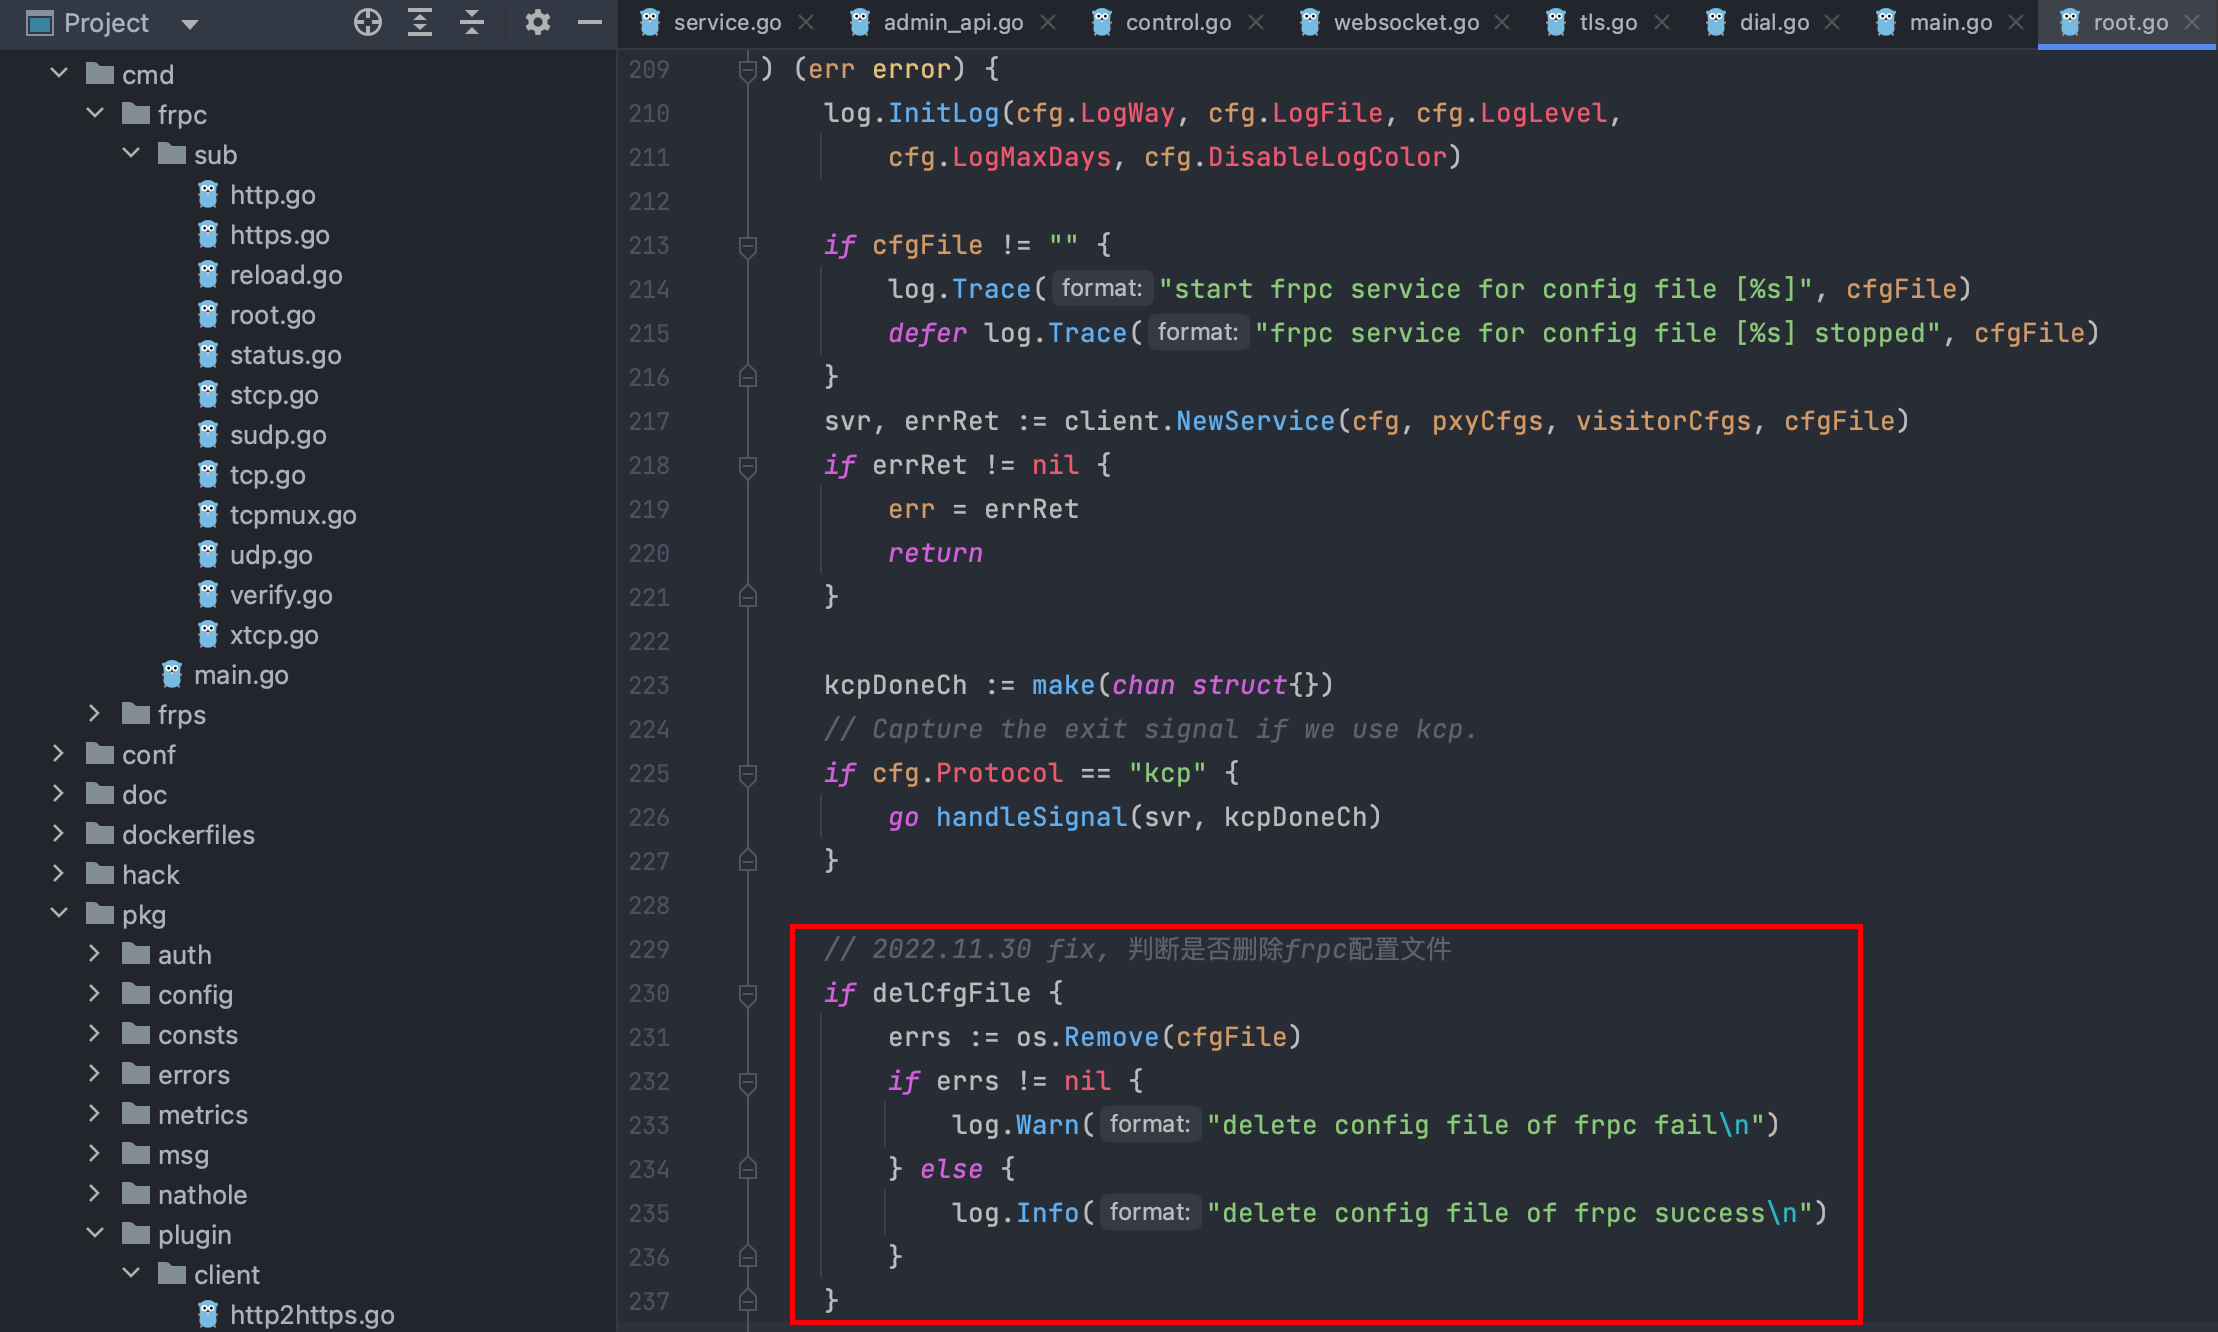 Project
service.go
admin_api.go
control.go
websocket.go
tls.go
dial.go
main.go
root.go
cmd
frpc
sub
http.go
https.go
reload.go
root.go
status.go
stcp.go
sudp.go
tcp.go
tcpmux.go
udp.go
verify.go
xtcp.go
main.go
frps
conf
doc
dockerfiles
hack
pkg
auth
config
consts
errors
metrics
msg
nathole
plugin
client
http2https.go
209 ) (err error) {
210 log.InitLog(cfg.LogWay, cfg.LogFile, cfg.LogLevel,
211 cfg.LogMaxDays, cfg.DisableLogColor)
212
213 if cfgFile != "" {
214 log.Trace( format: "start frpc service for config file [%s]", cfgFile)
215 defer log.Trace( format: "frpc service for config file [%s] stopped", cfgFile)
216 }
217 svr, errRet := client.NewService(cfg, pxyCfgs, visitorCfgs, cfgFile)
218 if errRet != nil {
219 err = errRet
220 return
221 }
222
223 kcpDoneCh := make(chan struct{})
224 // Capture the exit signal if we use kcp.
225 if cfg.Protocol == "kcp" {
226 go handleSignal(svr, kcpDoneCh)
227 }
228
229 // 2022.11.30 fix, 判断是否删除frpc配置文件
230 if delCfgFile {
231 errs := os.Remove(cfgFile)
232 if errs != nil {
233 log.Warn( format: "delete config file of frpc fail\n")
234 } else {
235 log.Info( format: "delete config file of frpc success\n")
236 }
237 }